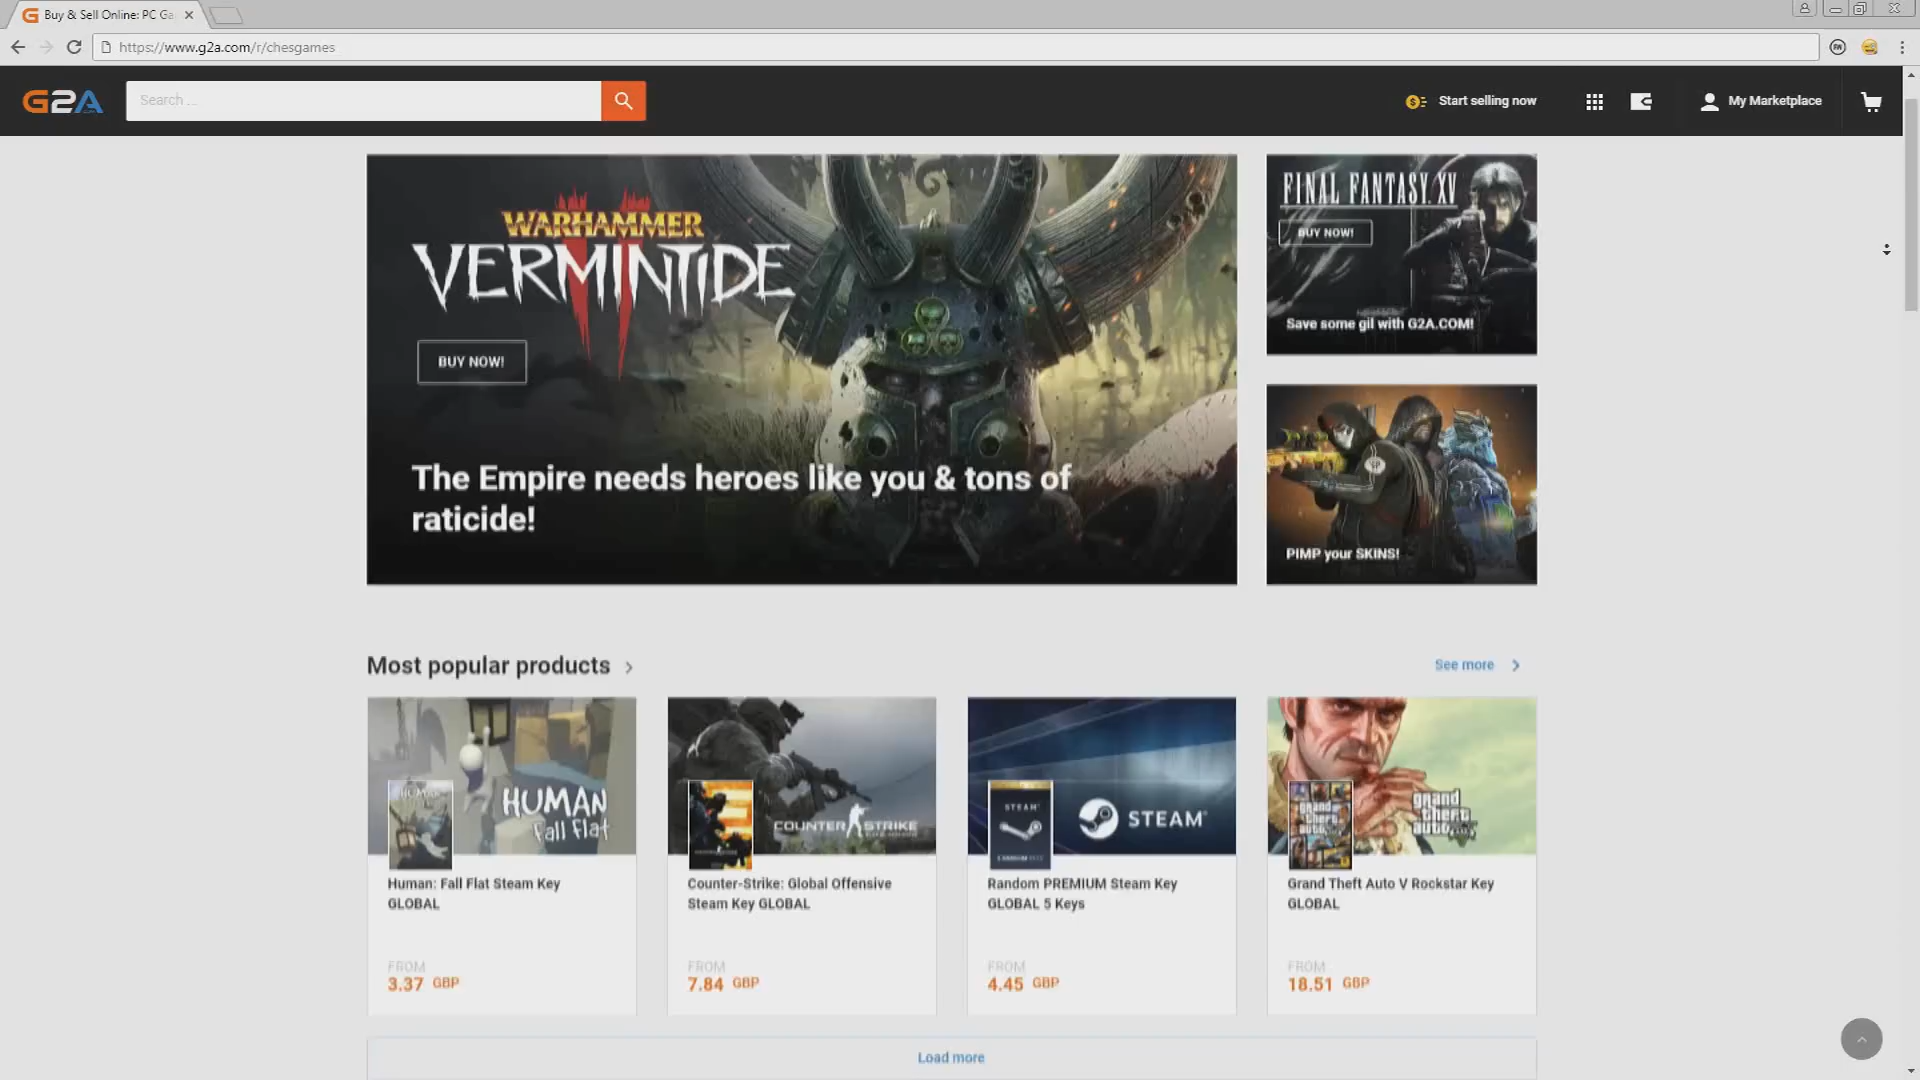 Buy & Sell Online: PC Ga
https://www.g2a.com/r/chesgames
G2A
Search ...
Start selling now
My Marketplace
WARHAMMER
VERMINTIDE
BUY NOW!
The Empire needs heroes like you & tons of
raticide!
FINAL FANTASY XV
BUY NOW!
Save some gil with G2A.COM!
PIMP your SKINS!
Most popular products
See more
HUMAN
HUMAN
Fall Flat
Human: Fall Flat Steam Key
GLOBAL
FROM
3.37 GBP
COUNTER STRIKE
Counter-Strike: Global Offensive
Steam Key GLOBAL
FROM
7.84 GBP
STEAM
STEAM
Random PREMIUM Steam Key
GLOBAL 5 Keys
FROM
4.45 GBP
grand
theft
auto
grand
theft
auto
Grand Theft Auto V Rockstar Key
GLOBAL
FROM
18.51 GBP
Load more